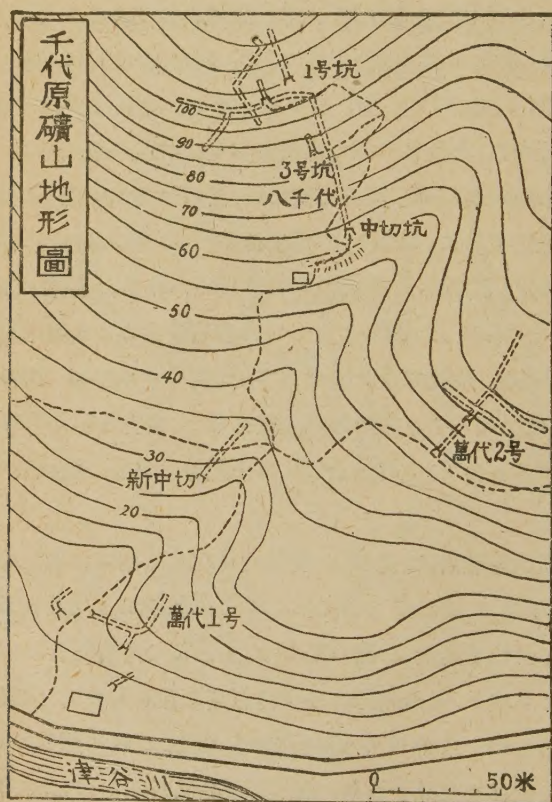 千代原礦山地形圖
1号坑
100
90
3号坑
80
八千代
70
中切坑
60
50
40
萬代2号
30
新中切
20
萬代1号
津谷川
0 50米